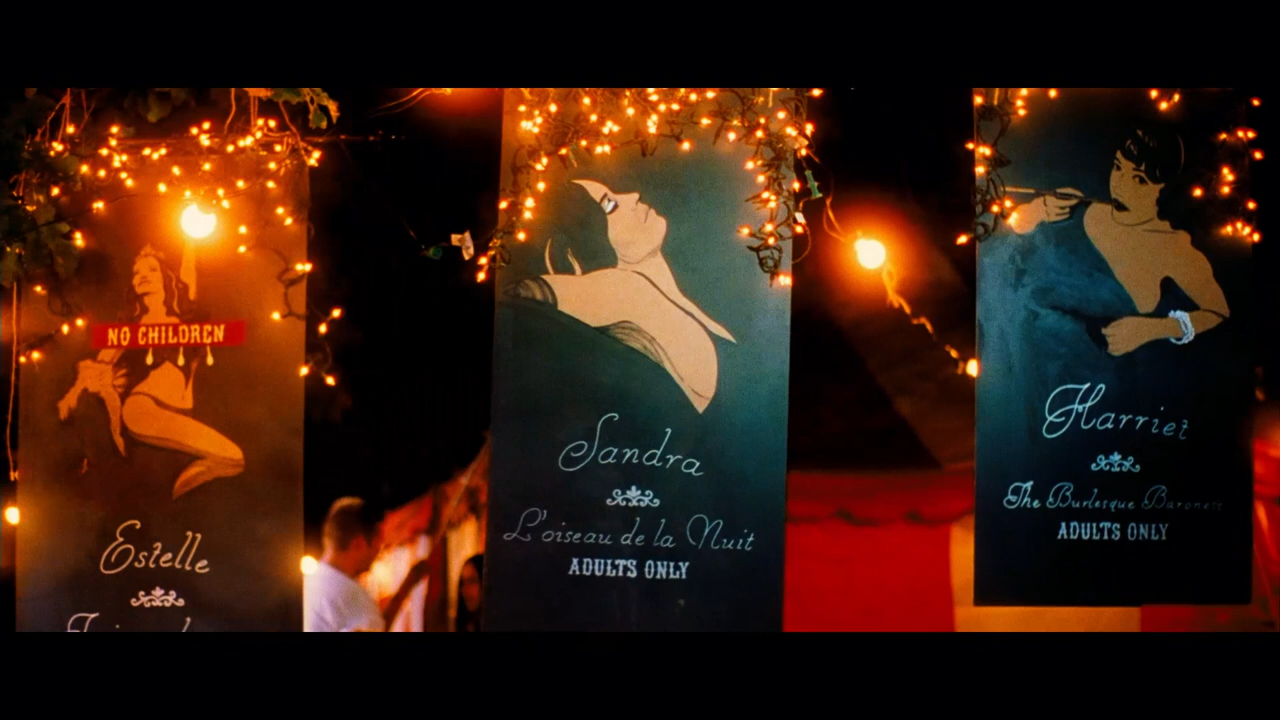 NO CHILDREN
Estelle
Sandra
L'oiseau de la Nuit
ADULTS ONLY
Harriet
The Burlesque Baroness
ADULTS ONLY